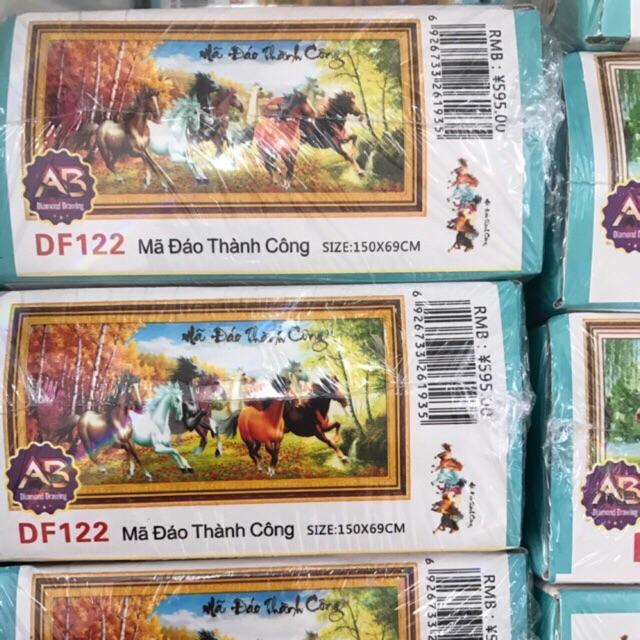 Mã Đáo Thành Công
6926733261935
RMB: ¥595.00
AB
Diamond Drawing
DF122 Mã Đáo Thành Công SIZE:150X69CM
AB
Diamond Drawing
Mã Đáo Thành Công
6926733261935
RMB: ¥595.00
AB
Diamond Drawing
DF122 Mã Đáo Thành Công SIZE:150X69CM
AB
Diamond Drawing
Mã Đáo Thành Công
RMB: ¥595